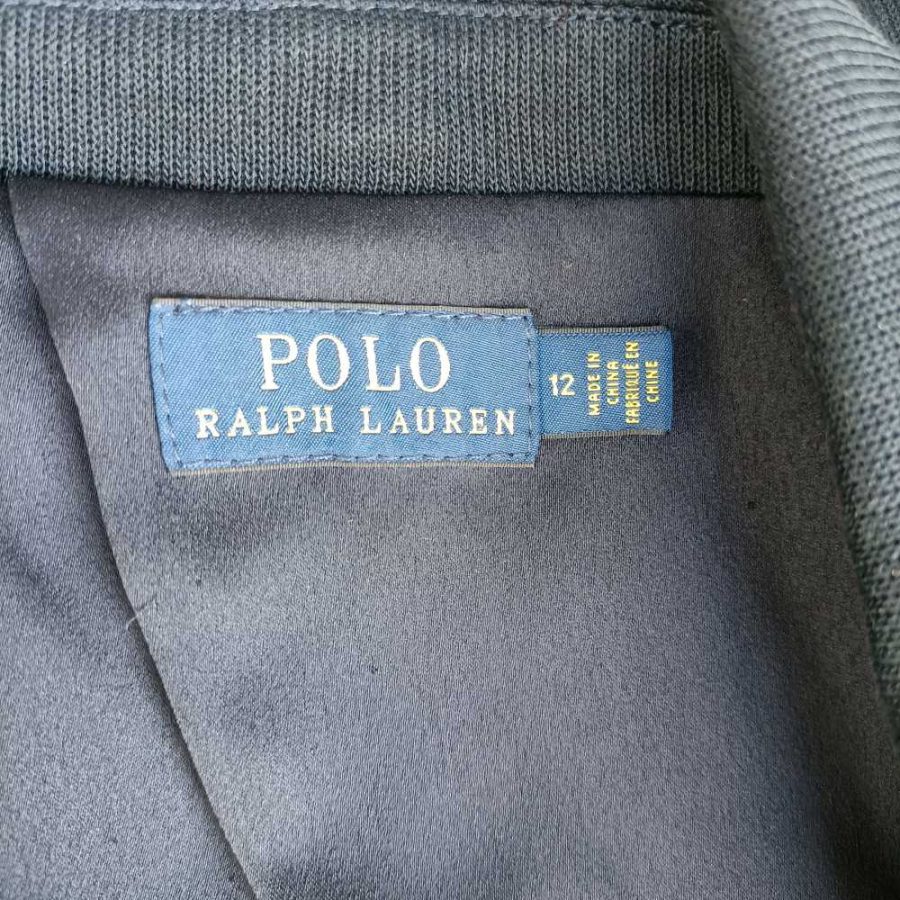 POLO
RALPH LAUREN
12
MADE IN
CHINA
FABRIQUÉ EN
CHINE